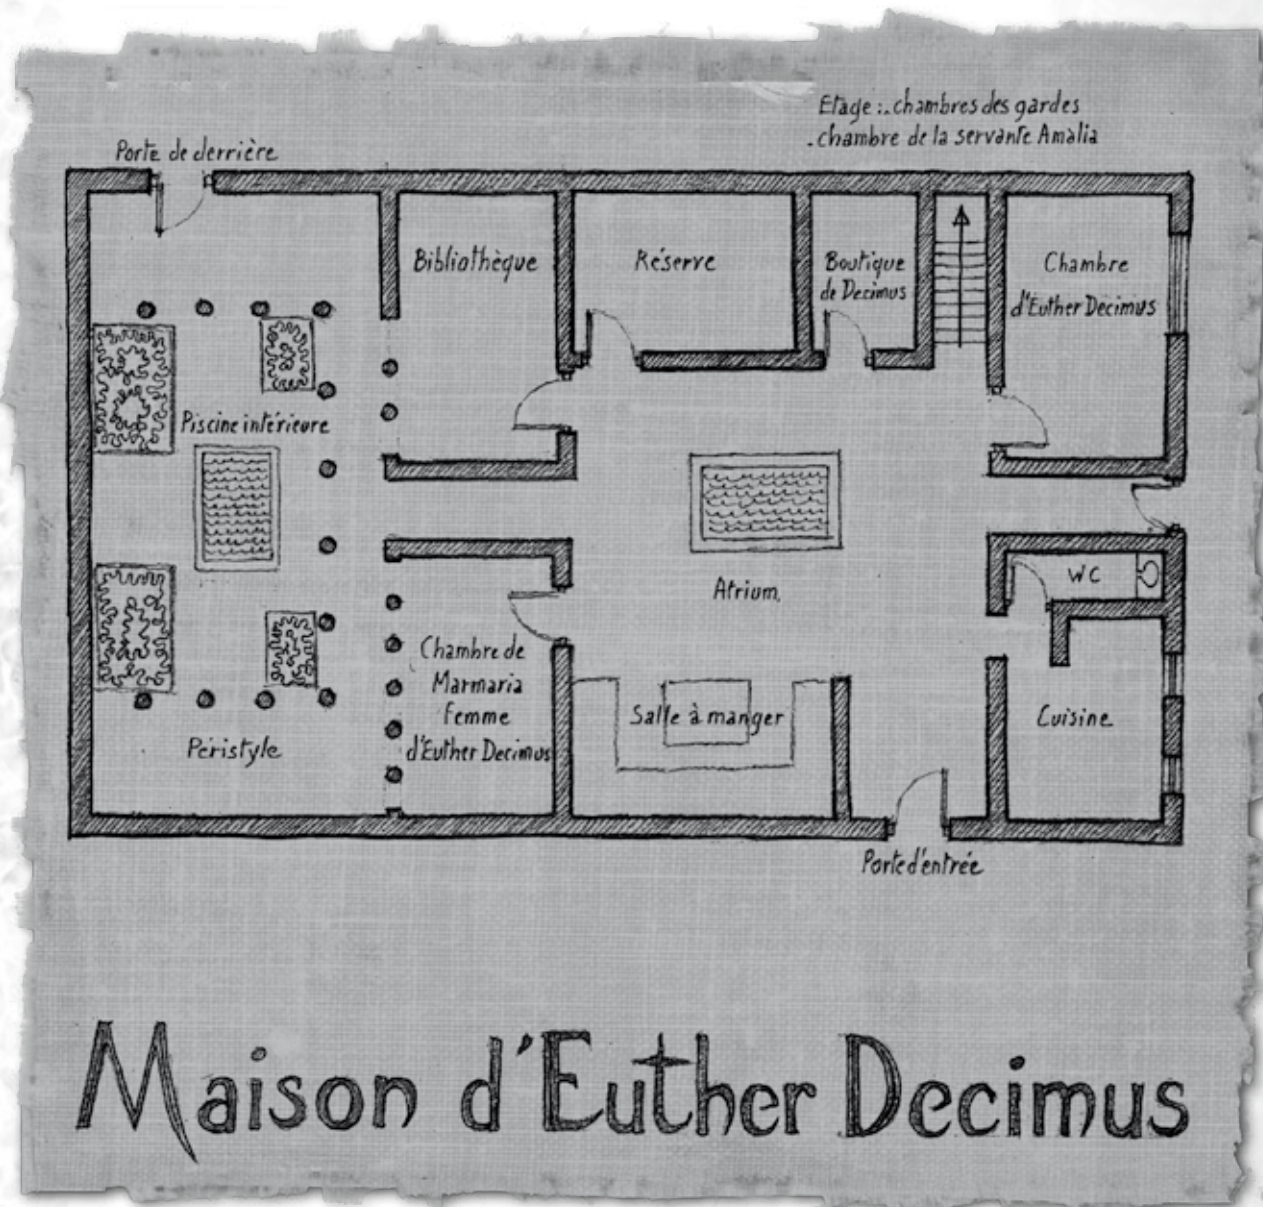 Etage :. chambres des gardes
. chambre de la servante Amalia
Porte de derrière
Bibliothèque
Réserve
Boutique
de Decimus
Chambre
d'Euther Decimus
Piscine intérieure
WC
Atrium
Chambre de
Marmaria
Femme
d'Euther Decimus
Salle à manger
Cuisine
Péristyle
Porte d'entrée
Maison d'Euther Decimus